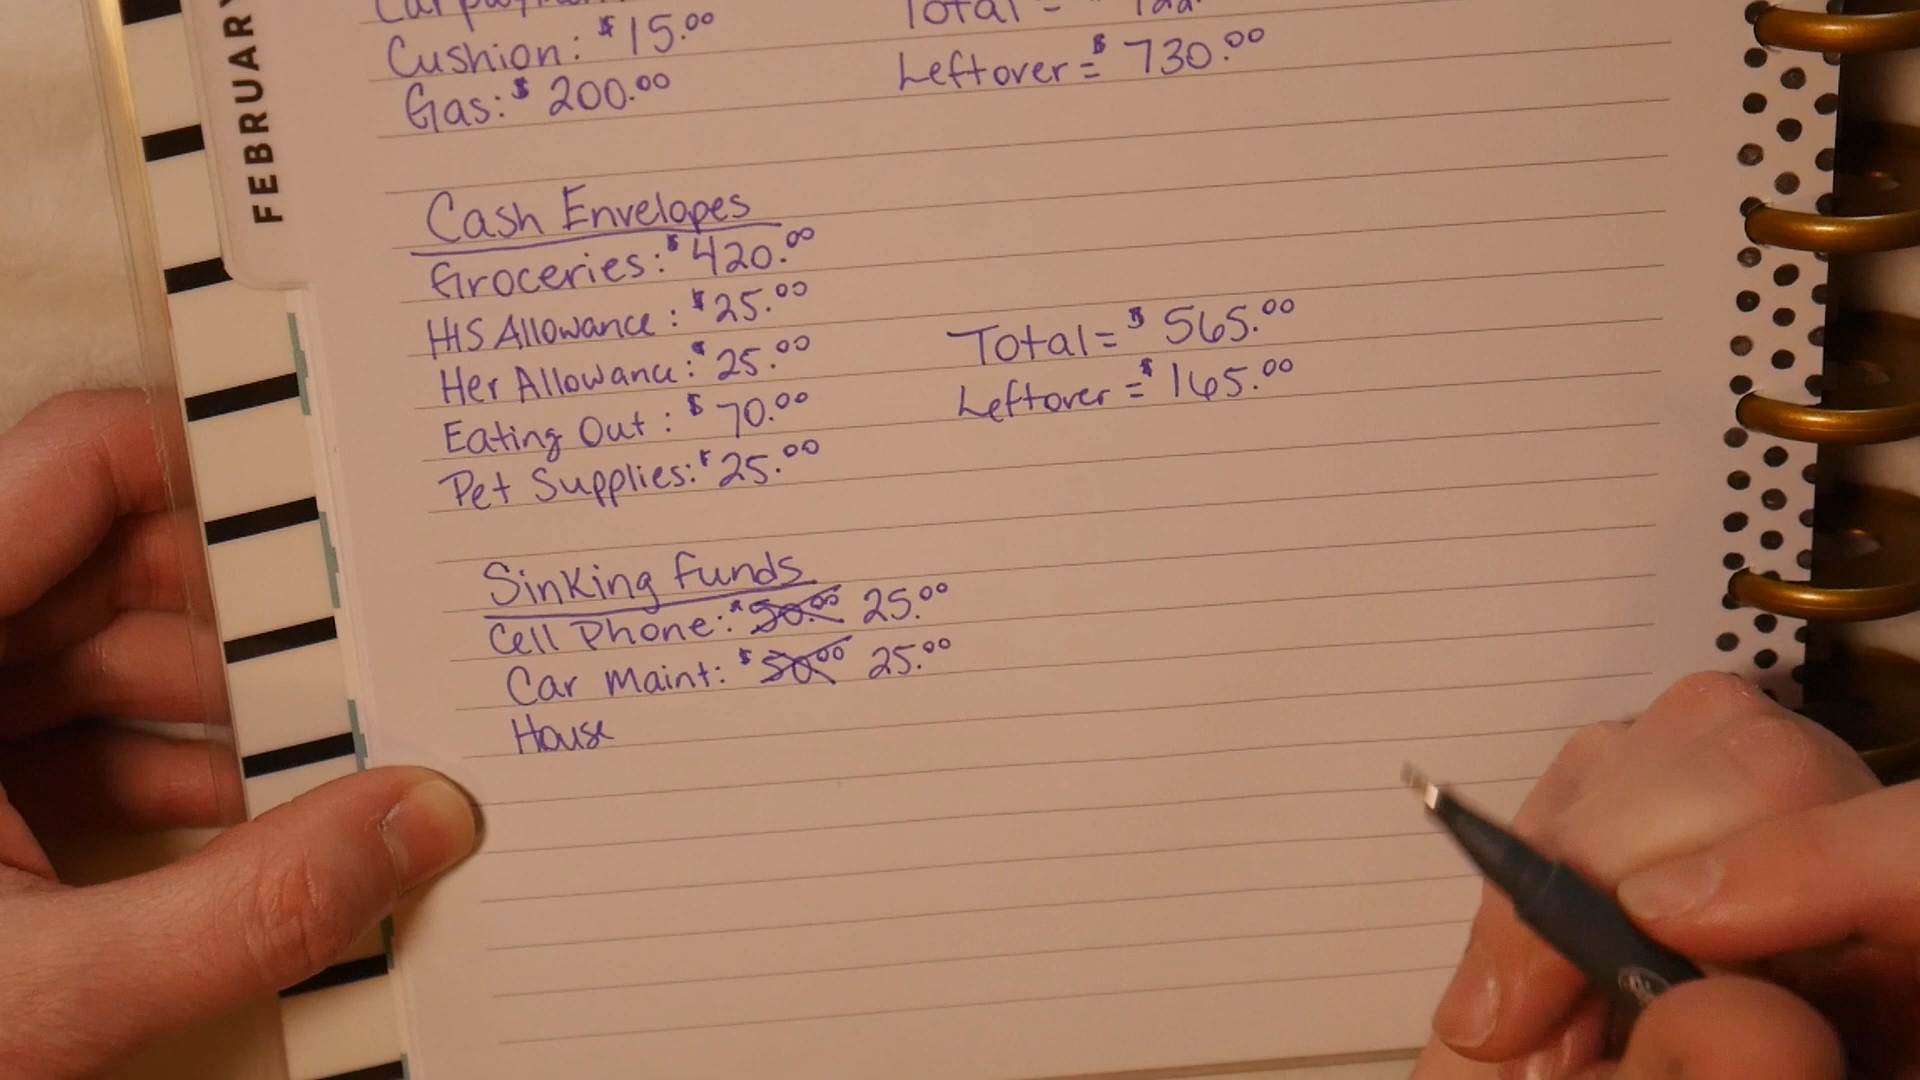 FEBRUARY
Cushion: $15.00
Gas: $200.00
Total =
Leftover = $730.00
Cash Envelopes
Groceries: $420.00
HIS Allowance: $25.00
Her Allowance: $25.00
Eating Out: $70.00
Pet Supplies: $25.00
Total = $565.00
Leftover = $165.00
Sinking Funds
Cell Phone: $50.00 25.00
Car Maint: $50.00 25.00
House